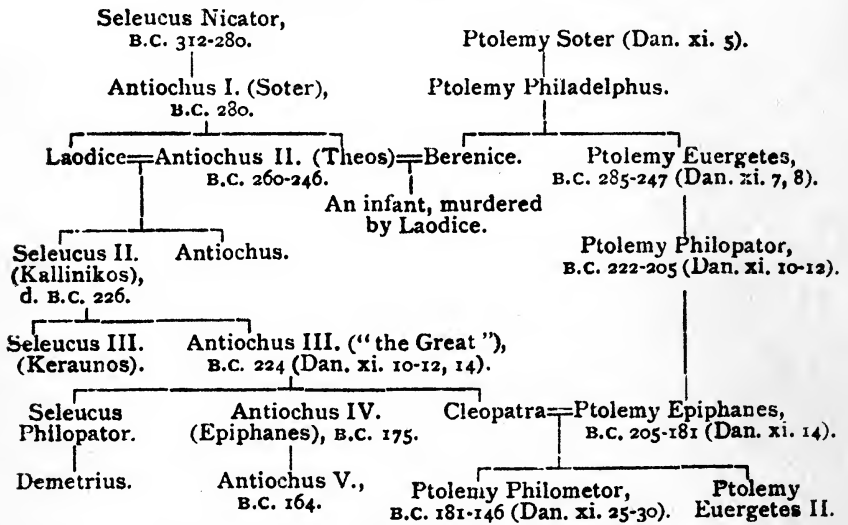 Seleucus Nicator,
B.C. 312-280.
Ptolemy Soter (Dan. xi. 5).
Antiochus I. (Soter),
B.C. 280.
Ptolemy Philadelphus.
Laodice=Antiochus II. (Theos)=Berenice.
B.C. 260-246.
Ptolemy Euergetes,
B.C. 285-247 (Dan. xi. 7, 8).
An infant, murdered
by Laodice.
Seleucus II.
(Kallinikos),
d. B.C. 226.
Antiochus.
Ptolemy Philopator,
B.C. 222-205 (Dan. xi. 10-12).
Seleucus III.
(Keraunos).
Antiochus III. ("the Great"),
B.C. 224 (Dan. xi. 10-12, 14).
Seleucus
Philopator.
Antiochus IV.
(Epiphanes), B.C. 175.
Cleopatra=Ptolemy Epiphanes,
B.C. 205-181 (Dan. xi. 14).
Demetrius.
Antiochus V.,
B.C. 164.
Ptolemy Philometor,
B.C. 181-146 (Dan. xi. 25-30).
Ptolemy
Euergetes II.